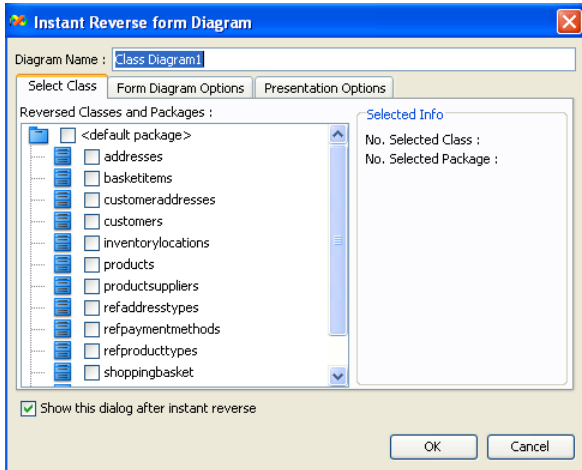 Instant Reverse form Diagram
Diagram Name : Class Diagram1
Select Class Form Diagram Options Presentation Options
Reversed Classes and Packages :
<default package>
addresses
basketitems
customeraddresses
customers
inventorylocations
products
productsuppliers
refaddresstypes
refpaymentmethods
refproducttypes
shoppingbasket
Selected Info
No. Selected Class :
No. Selected Package :
Show this dialog after instant reverse
OK Cancel